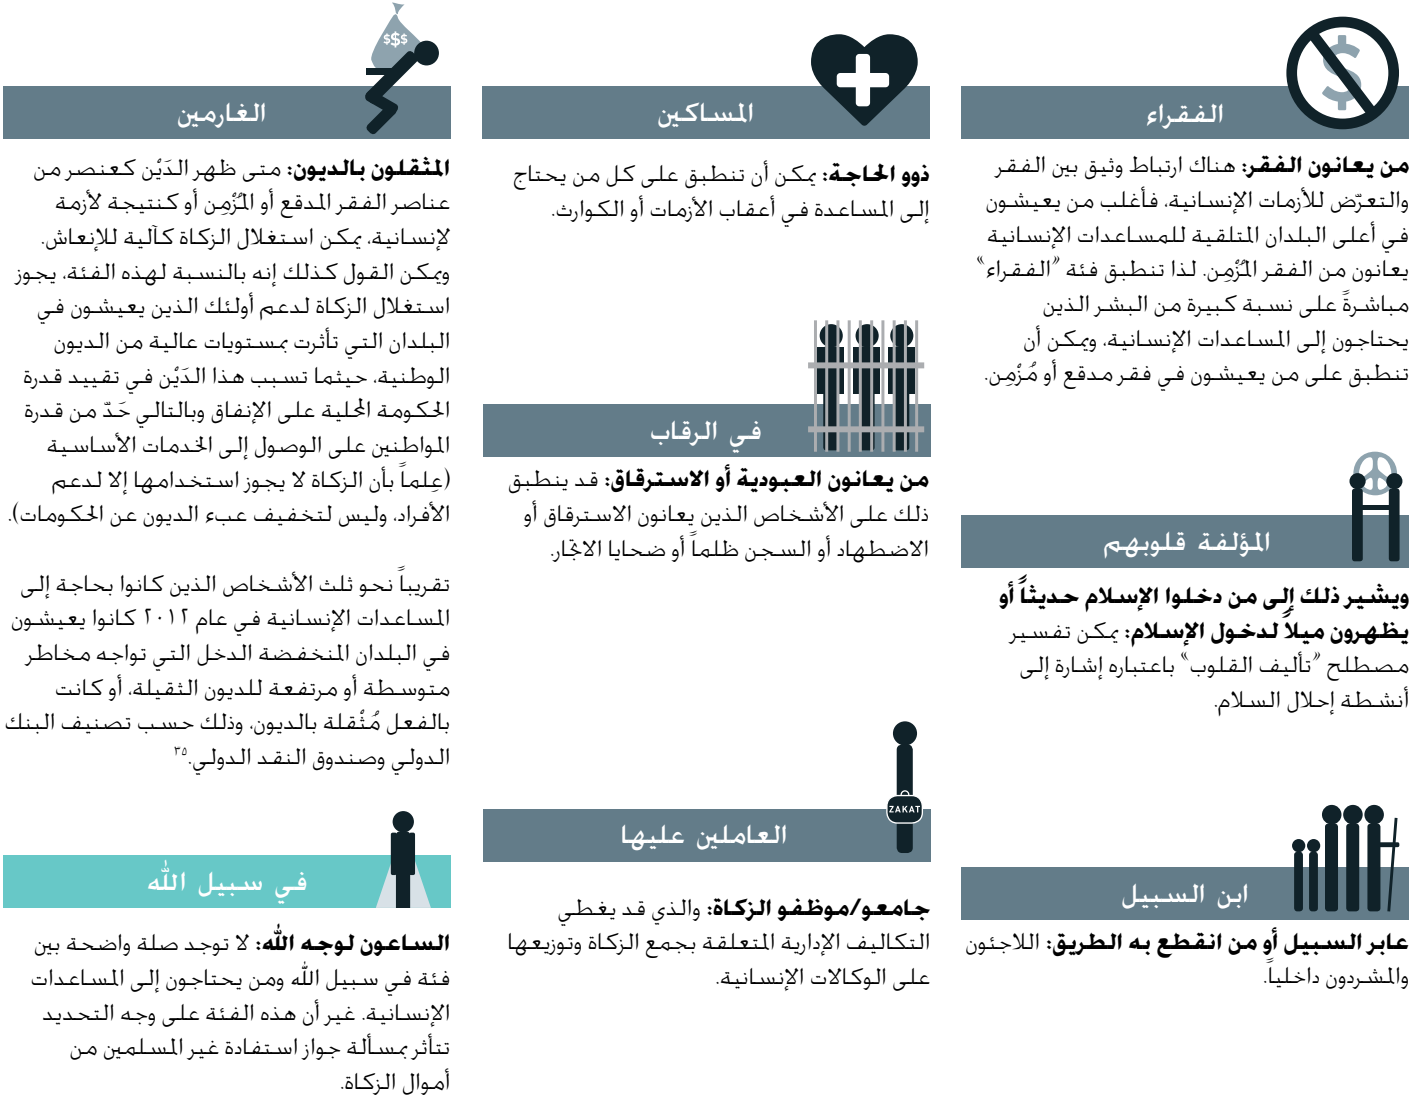 الفقراء
من يعانون الفقر: هناك ارتباط وثيق بين الفقر
والتعرّض للأزمات الإنسانية، فأغلب من يعيشون
في أعلى البلدان المتلقية للمساعدات الإنسانية
يعانون من الفقر المُزْمِن. لذا تنطبق فئة "الفقراء"
مباشرةً على نسبة كبيرة من البشر الذين
يحتاجون إلى المساعدات الإنسانية، ويمكن أن
تنطبق على من يعيشون في فقر مدقع أو مُزْمِن.
المؤلفة قلوبهم
ويشير ذلك إلى من دخلوا الإسلام حديثاً أو
يظهرون ميلاً لدخول الإسلام: يمكن تفسير
مصطلح "تأليف القلوب" باعتباره إشارة إلى
أنشطة إحلال السلام.
ابن السبيل
عابر السبيل أو من انقطع به الطريق: اللاجئون
والمشردون داخلياً.
المساكين
ذوو الحاجة: يمكن أن تنطبق على كل من يحتاج
إلى المساعدة في أعقاب الأزمات أو الكوارث.
في الرقاب
من يعانون العبودية أو الاسترقاق: قد ينطبق
ذلك على الأشخاص الذين يعانون الاسترقاق أو
الاضطهاد أو السجن ظلماً أو ضحايا الاتجار.
ZAKAT
العاملين عليها
جامعو/موظفو الزكاة: والذي قد يغطي
التكاليف الإدارية المتعلقة بجمع الزكاة وتوزيعها
على الوكالات الإنسانية.
$$$
الغارمين
المثقلون بالديون: متى ظهر الدَيْن كعنصر من
عناصر الفقر المدقع أو المُزْمِن أو كنتيجة لأزمة
لإنسانية، يمكن استغلال الزكاة كآلية للإنعاش.
ويمكن القول كذلك إنه بالنسبة لهذه الفئة، يجوز
استغلال الزكاة لدعم أولئك الذين يعيشون في
البلدان التي تأثرت بمستويات عالية من الديون
الوطنية، حيثما تسبب هذا الدَيْن في تقييد قدرة
الحكومة المحلية على الإنفاق وبالتالي حَدّ من قدرة
المواطنين على الوصول إلى الخدمات الأساسية
(عِلماً بأن الزكاة لا يجوز استخدامها إلا لدعم
الأفراد، وليس لتخفيف عبء الديون عن الحكومات).
تقريباً نحو ثلث الأشخاص الذين كانوا بحاجة إلى
المساعدات الإنسانية في عام ٢٠١٢ كانوا يعيشون
في البلدان المنخفضة الدخل التي تواجه مخاطر
متوسطة أو مرتفعة للديون الثقيلة، أو كانت
بالفعل مُثْقلة بالديون، وذلك حسب تصنيف البنك
الدولي وصندوق النقد الدولي.٣٥
في سبيل الله
الساعون لوجه الله: لا توجد صلة واضحة بين
فئة في سبيل الله ومن يحتاجون إلى المساعدات
الإنسانية. غير أن هذه الفئة على وجه التحديد
تتأثر بمسألة جواز استفادة غير المسلمين من
أموال الزكاة.